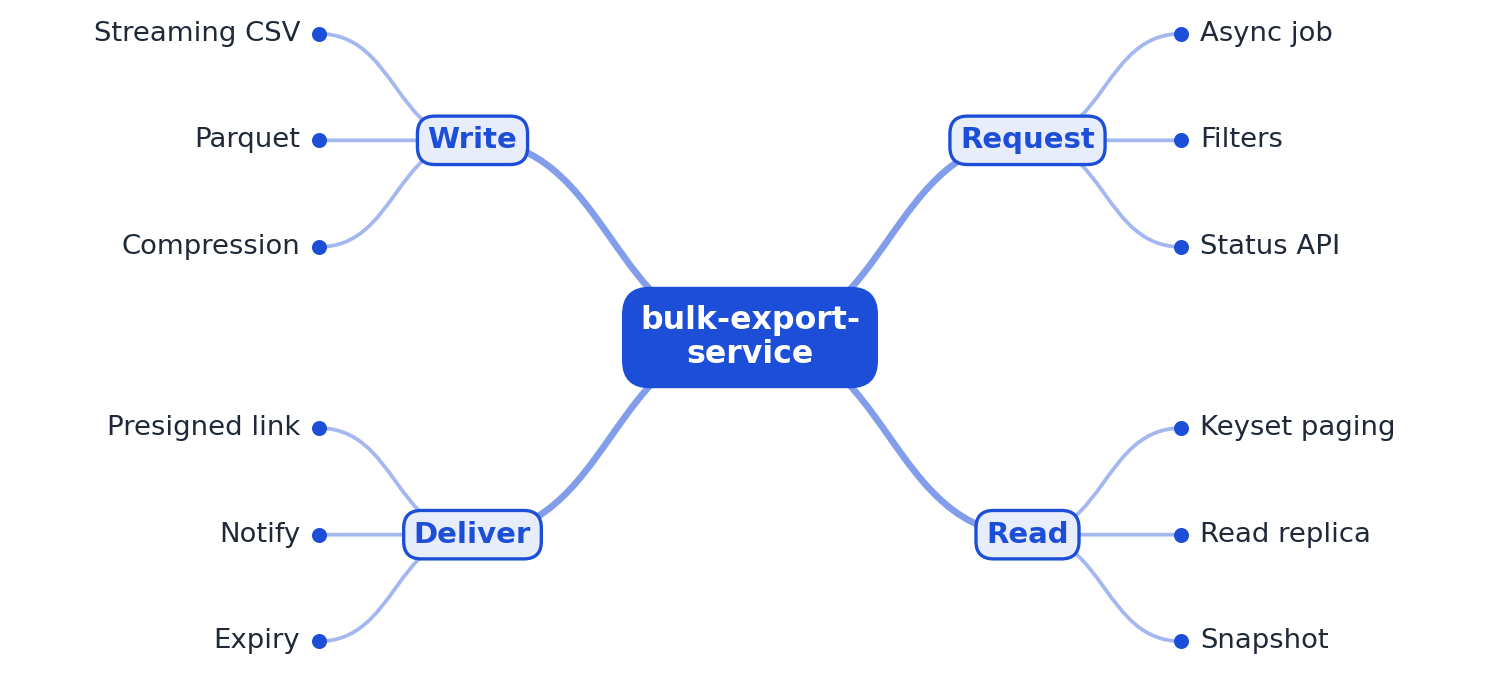 Streaming CSV
Parquet
Compression
Write
Async job
Filters
Status API
Request
bulk-export-
service
Presigned link
Notify
Expiry
Deliver
Keyset paging
Read replica
Snapshot
Read